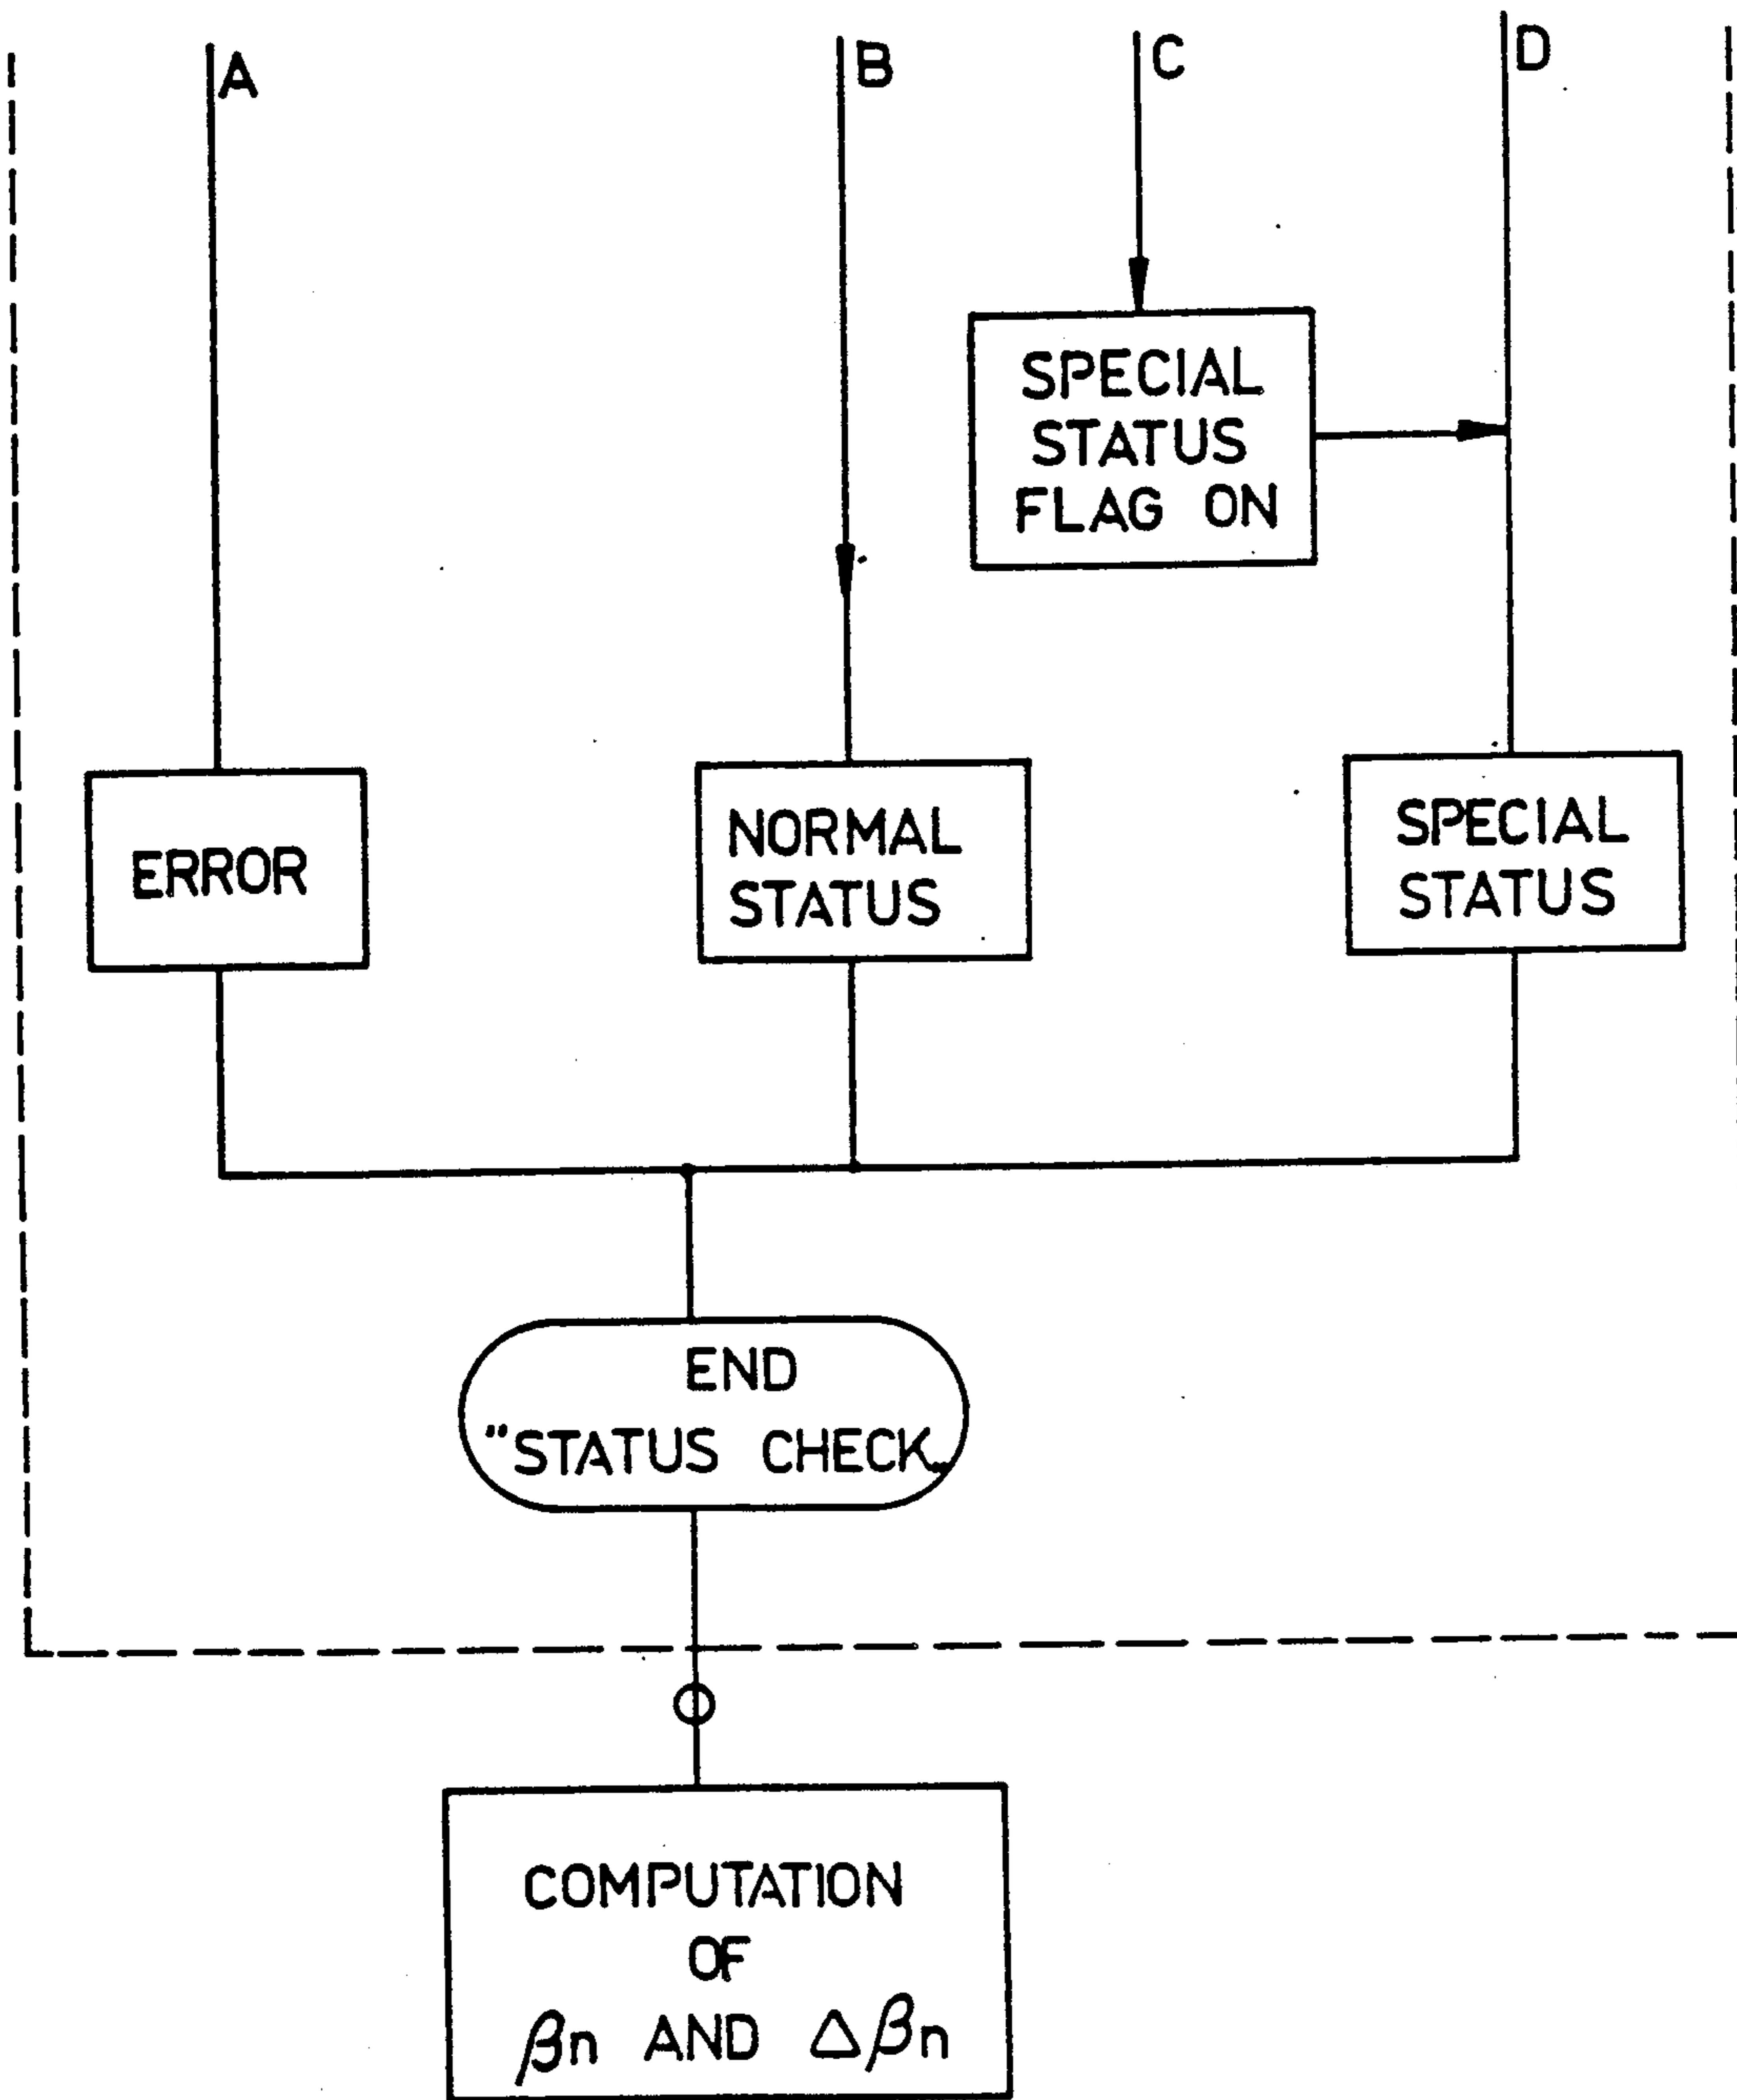 A
B
C
D
SPECIAL
STATUS
FLAG ON
ERROR
NORMAL
STATUS
SPECIAL
STATUS
END
"STATUS CHECK„
COMPUTATION
OF
βn AND Δβn